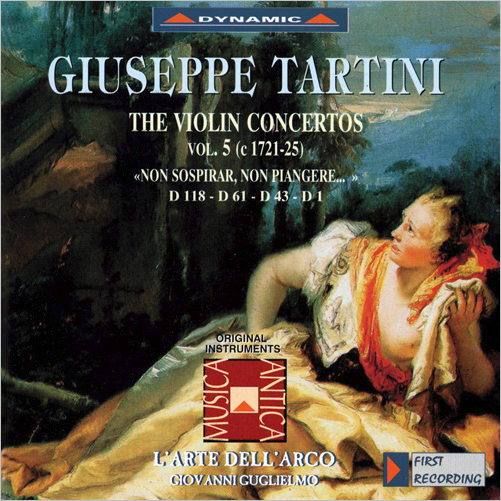 DYNAMIC
GIUSEPPE TARTINI
THE VIOLIN CONCERTOS
VOL. 5 (c 1721-25)
«NON SOSPIRAR, NON PIANGERE... »
D 118 - D 61 - D 43 - D 1
ORIGINAL
INSTRUMENTS
MUSICA
ANTICA
L'ARTE DELL'ARCO
GIOVANNI GUGLIELMO
FIRST
RECORDING